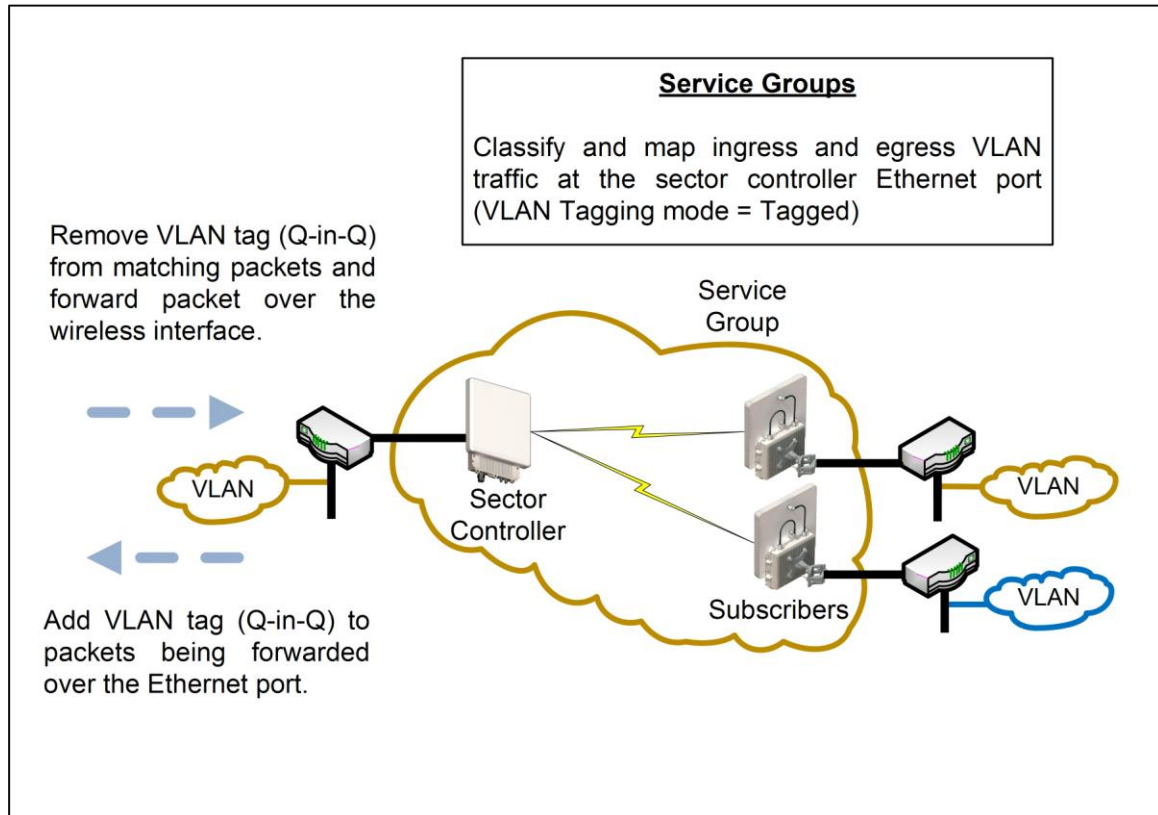 Service Groups
Classify and map ingress and egress VLAN
traffic at the sector controller Ethernet port
(VLAN Tagging mode = Tagged)
Remove VLAN tag (Q-in-Q)
from matching packets and
forward packet over the
wireless interface.
Service
Group
VLAN
Sector
Controller
VLAN
Subscribers
VLAN
Add VLAN tag (Q-in-Q) to
packets being forwarded
over the Ethernet port.